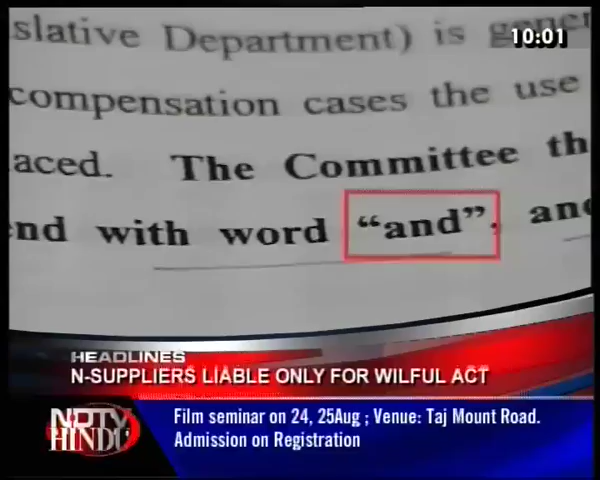 slative Department) is gener
10:01
compensation cases the use
aced. The Committee th
end with word “and”, and
HEADLINES
N-SUPPLIERS LIABLE ONLY FOR WILFUL ACT
NDTV
HINDU
Film seminar on 24, 25Aug ; Venue: Taj Mount Road.
Admission on Registration